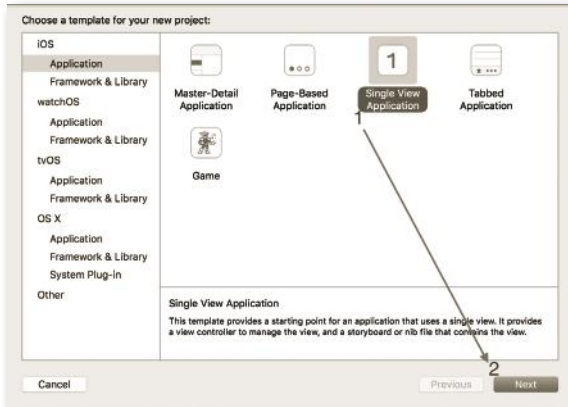 Choose a template for your new project:
iOS
Application
Framework & Library
watchOS
Application
Framework & Library
tvOS
Application
Framework & Library
OS X
Application
Framework & Library
System Plug-in
Other
Master-Detail
Application
Page-Based
Application
1
Single View
Application
1
Tabbed
Application
Game
Single View Application
This template provides a starting point for an application that uses a single view. It provides
a view controller to manage the view, and a storyboard or nib file that contains the view.
2
Cancel
Previous
Next